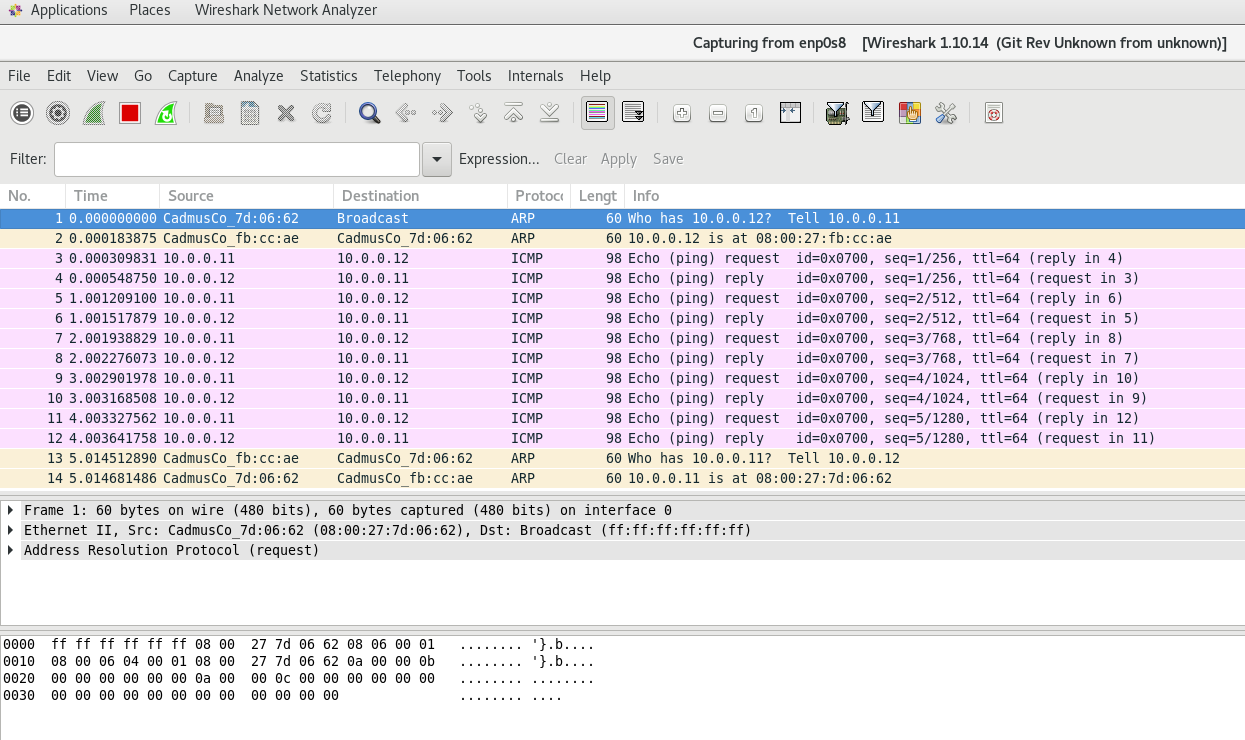 Applications Places Wireshark Network Analyzer
Capturing from enp0s8 [Wireshark 1.10.14 (Git Rev Unknown from unknown)]
File Edit View Go Capture Analyze Statistics Telephony Tools Internals Help
Filter: Expression... Clear Apply Save
No. Time Source Destination Protoco Lengt Info
1 0.000000000 CadmusCo_7d:06:62 Broadcast ARP 60 Who has 10.0.0.12? Tell 10.0.0.11
2 0.000183875 CadmusCo_fb:cc:ae CadmusCo_7d:06:62 ARP 60 10.0.0.12 is at 08:00:27:fb:cc:ae
3 0.000309831 10.0.0.11 10.0.0.12 ICMP 98 Echo (ping) request id=0x0700, seq=1/256, ttl=64 (reply in 4)
4 0.000548750 10.0.0.12 10.0.0.11 ICMP 98 Echo (ping) reply id=0x0700, seq=1/256, ttl=64 (request in 3)
5 1.001209100 10.0.0.11 10.0.0.12 ICMP 98 Echo (ping) request id=0x0700, seq=2/512, ttl=64 (reply in 6)
6 1.001517879 10.0.0.12 10.0.0.11 ICMP 98 Echo (ping) reply id=0x0700, seq=2/512, ttl=64 (request in 5)
7 2.001938829 10.0.0.11 10.0.0.12 ICMP 98 Echo (ping) request id=0x0700, seq=3/768, ttl=64 (reply in 8)
8 2.002276073 10.0.0.12 10.0.0.11 ICMP 98 Echo (ping) reply id=0x0700, seq=3/768, ttl=64 (request in 7)
9 3.002901978 10.0.0.11 10.0.0.12 ICMP 98 Echo (ping) request id=0x0700, seq=4/1024, ttl=64 (reply in 10)
10 3.003168508 10.0.0.12 10.0.0.11 ICMP 98 Echo (ping) reply id=0x0700, seq=4/1024, ttl=64 (request in 9)
11 4.003327562 10.0.0.11 10.0.0.12 ICMP 98 Echo (ping) request id=0x0700, seq=5/1280, ttl=64 (reply in 12)
12 4.003641758 10.0.0.12 10.0.0.11 ICMP 98 Echo (ping) reply id=0x0700, seq=5/1280, ttl=64 (request in 11)
13 5.014512890 CadmusCo_fb:cc:ae CadmusCo_7d:06:62 ARP 60 Who has 10.0.0.11? Tell 10.0.0.12
14 5.014681486 CadmusCo_7d:06:62 CadmusCo_fb:cc:ae ARP 60 10.0.0.11 is at 08:00:27:7d:06:62
Frame 1: 60 bytes on wire (480 bits), 60 bytes captured (480 bits) on interface 0
Ethernet II, Src: CadmusCo_7d:06:62 (08:00:27:7d:06:62), Dst: Broadcast (ff:ff:ff:ff:ff:ff)
Address Resolution Protocol (request)
0000 ff ff ff ff ff ff 08 00 27 7d 06 62 08 06 00 01 ........ '}.b....
0010 08 00 06 04 00 01 08 00 27 7d 06 62 0a 00 00 0b ........ '}.b....
0020 00 00 00 00 00 00 0a 00 00 0c 00 00 00 00 00 00 ........ ........
0030 00 00 00 00 00 00 00 00 00 00 00 00 ........ ....